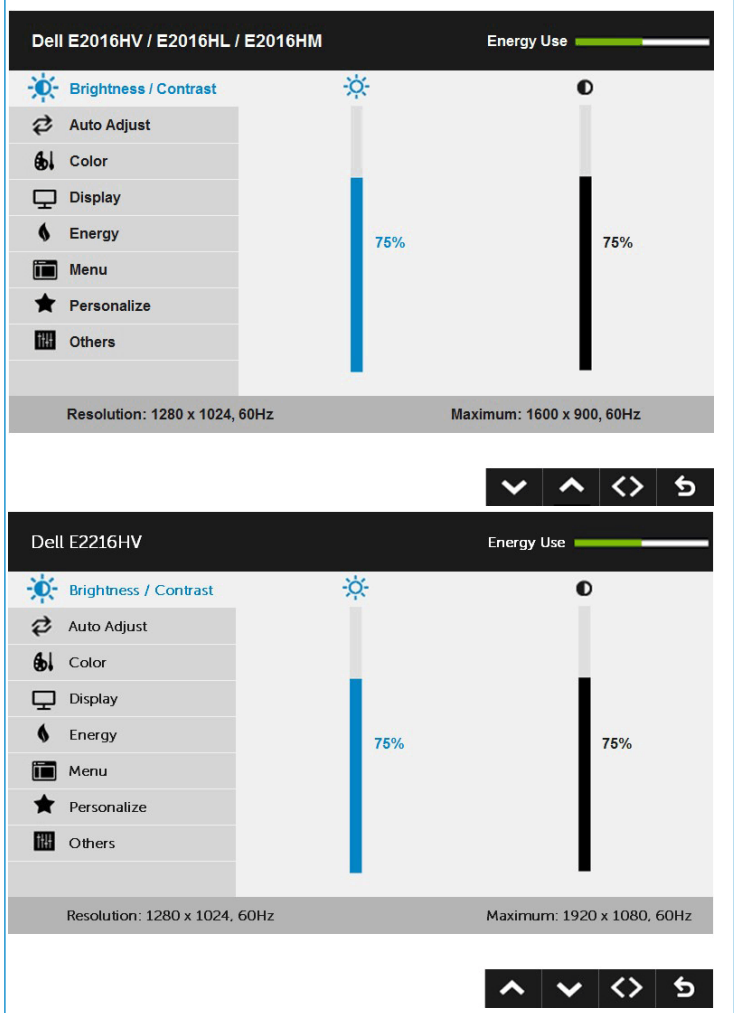 Dell E2016HV / E2016HL / E2016HM Energy Use
Brightness / Contrast
Auto Adjust
Color
Display
Energy
75% 75%
Menu
Personalize
Others
Resolution: 1280 x 1024, 60Hz Maximum: 1600 x 900, 60Hz
Dell E2216HV Energy Use
Brightness / Contrast
Auto Adjust
Color
Display
Energy
75% 75%
Menu
Personalize
Others
Resolution: 1280 x 1024, 60Hz Maximum: 1920 x 1080, 60Hz